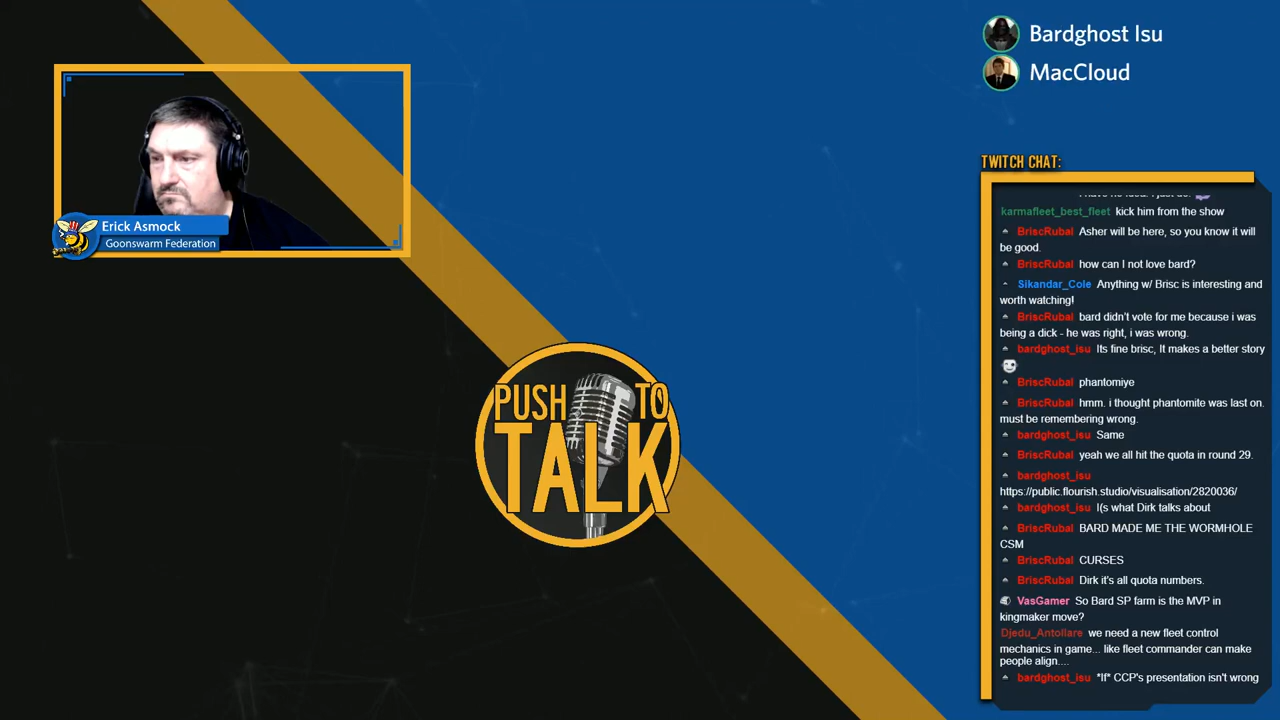 Bardghost Isu
MacCloud
Erick Asmock
Goonswarm Federation
PUSH TO
TALK
TWITCH CHAT:
karmafleet_best_fleet kick him from the show
BriscRubal Asher will be here, so you know it will
be good.
BriscRubal how can I not love bard?
Sikandar_Cole Anything w/ Brisc is interesting and
worth watching!
BriscRubal bard didn't vote for me because i was
being a dick - he was right, i was wrong.
bardghost_isu Its fine brisc, It makes a better story
BriscRubal phantomiye
BriscRubal hmm. i thought phantomite was last on.
must be remembering wrong.
bardghost_isu Same
BriscRubal yeah we all hit the quota in round 29.
bardghost_isu
https://public.flourish.studio/visualisation/2820036/
bardghost_isu I(s what Dirk talks about
BriscRubal BARD MADE ME THE WORMHOLE
CSM
BriscRubal CURSES
BriscRubal Dirk it's all quota numbers.
VasGamer So Bard SP farm is the MVP in
kingmaker move?
Djedu_Antollare we need a new fleet control
mechanics in game... like fleet commander can make
people align....
bardghost_isu *If* CCP's presentation isn't wrong